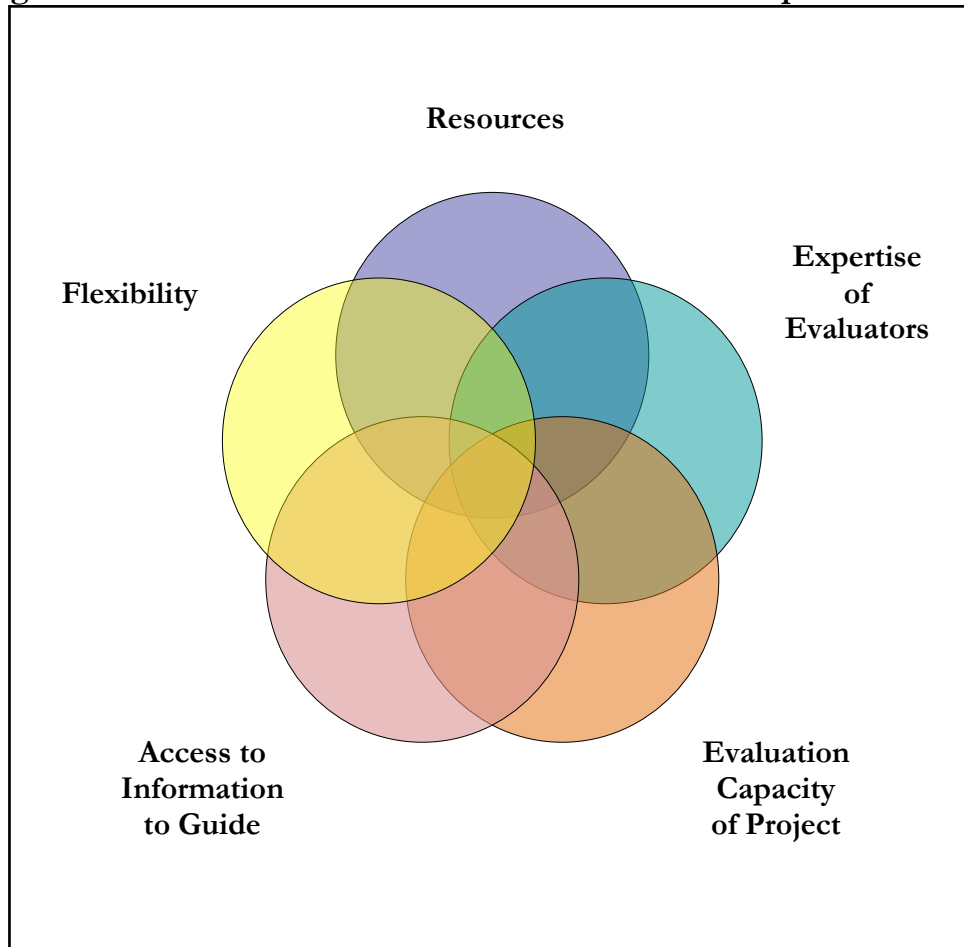 Resources
Expertise
of
Evaluators
Flexibility
Access to
Information
to Guide
Evaluation
Capacity
of Project